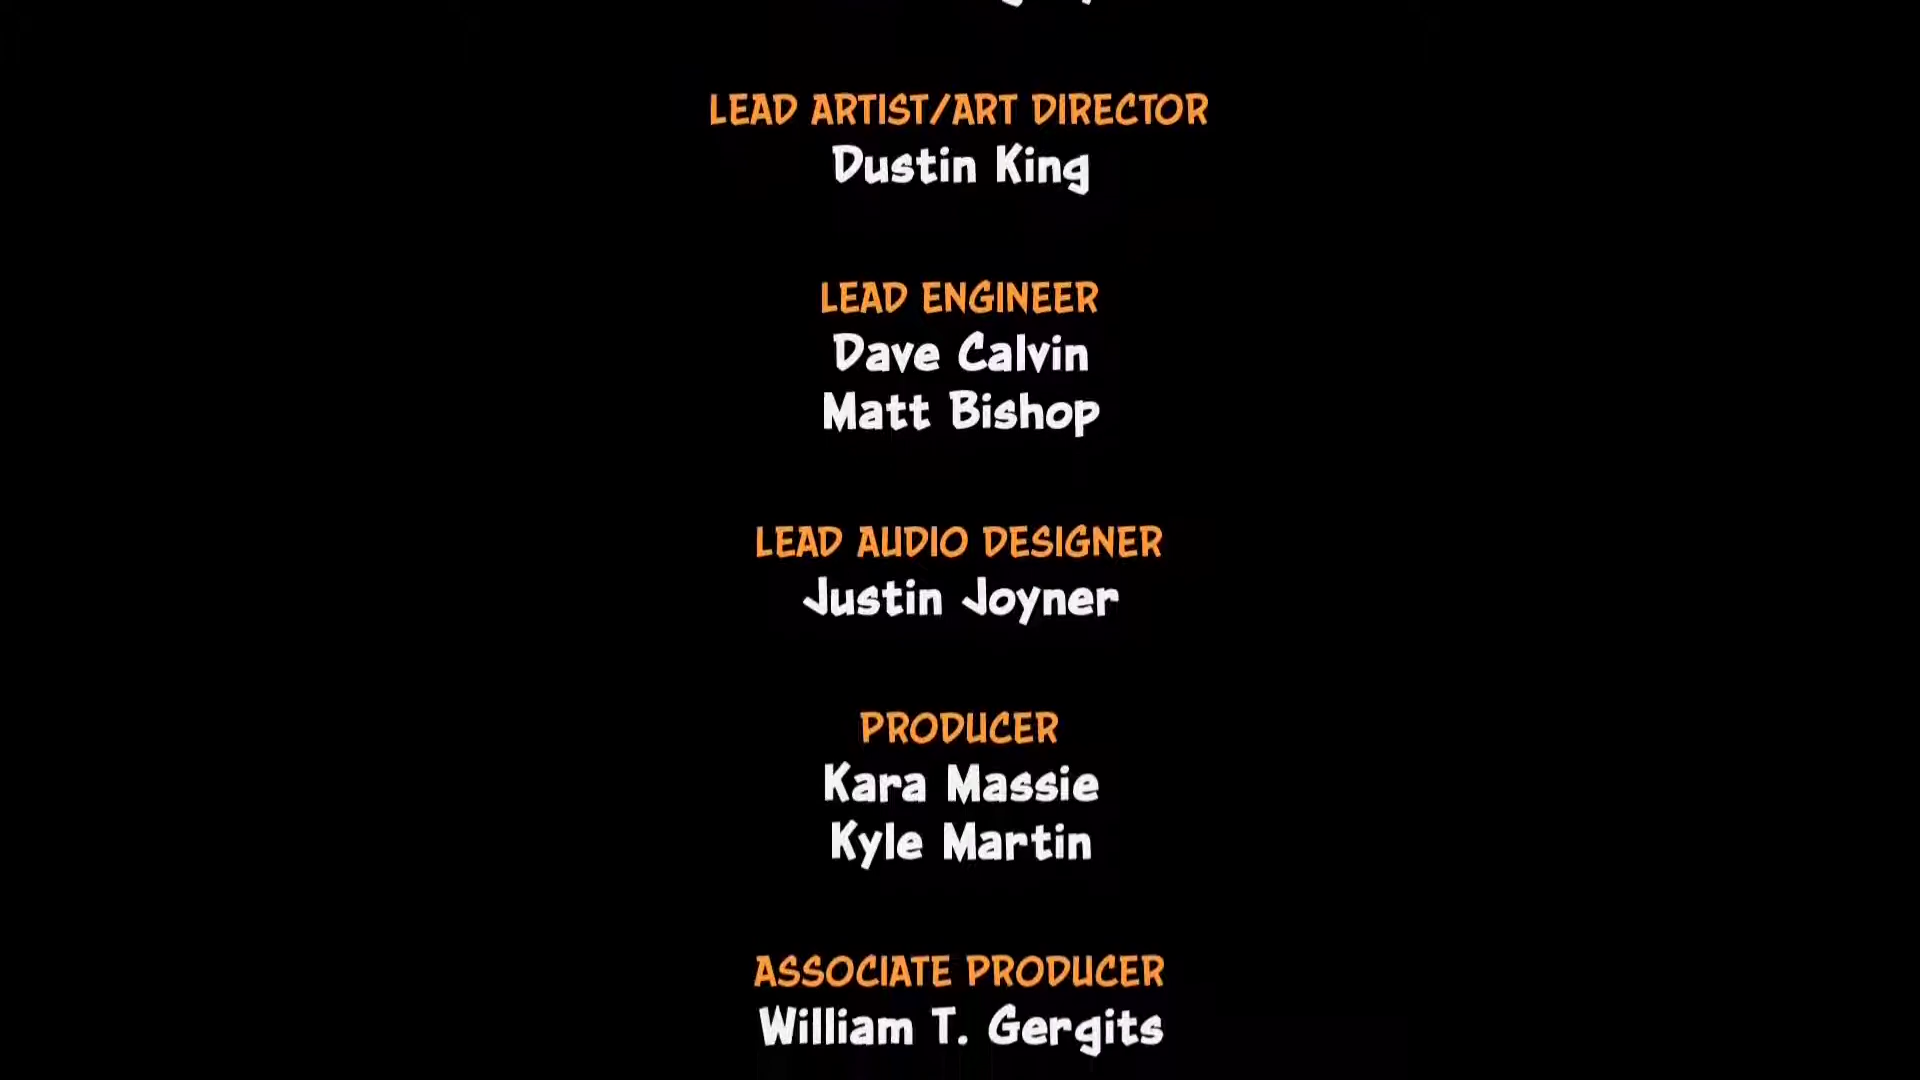 LEAD ARTIST/ART DIRECTOR
Dustin King
LEAD ENGINEER
Dave Calvin
Matt Bishop
LEAD AUDIO DESIGNER
Justin Joyner
PRODUCER
Kara Massie
Kyle Martin
ASSOCIATE PRODUCER
William T. Gergits